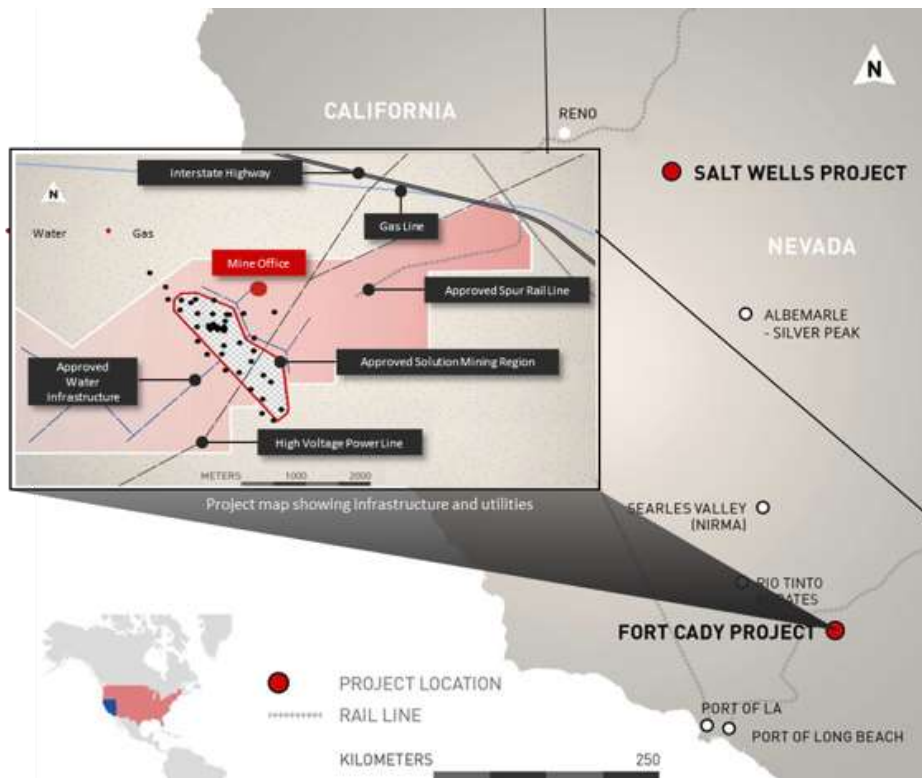 N
CALIFORNIA
RENO
SALT WELLS PROJECT
NEVADA
ALBEMARLE
- SILVER PEAK
Interstate Highway
N
Water
Gas
Gas Line
Mine Office
Approved Spur Rail Line
Approved
Water
Infrastructure
Approved Solution Mining Region
High Voltage Power Line
METERS 1000 2000
Project map showing infrastructure and utilities
SEARLES VALLEY
(NIRMA)
RIO TINTO
FORT CADY PROJECT
PROJECT LOCATION
RAIL LINE
PORT OF LA
PORT OF LONG BEACH
KILOMETERS 250